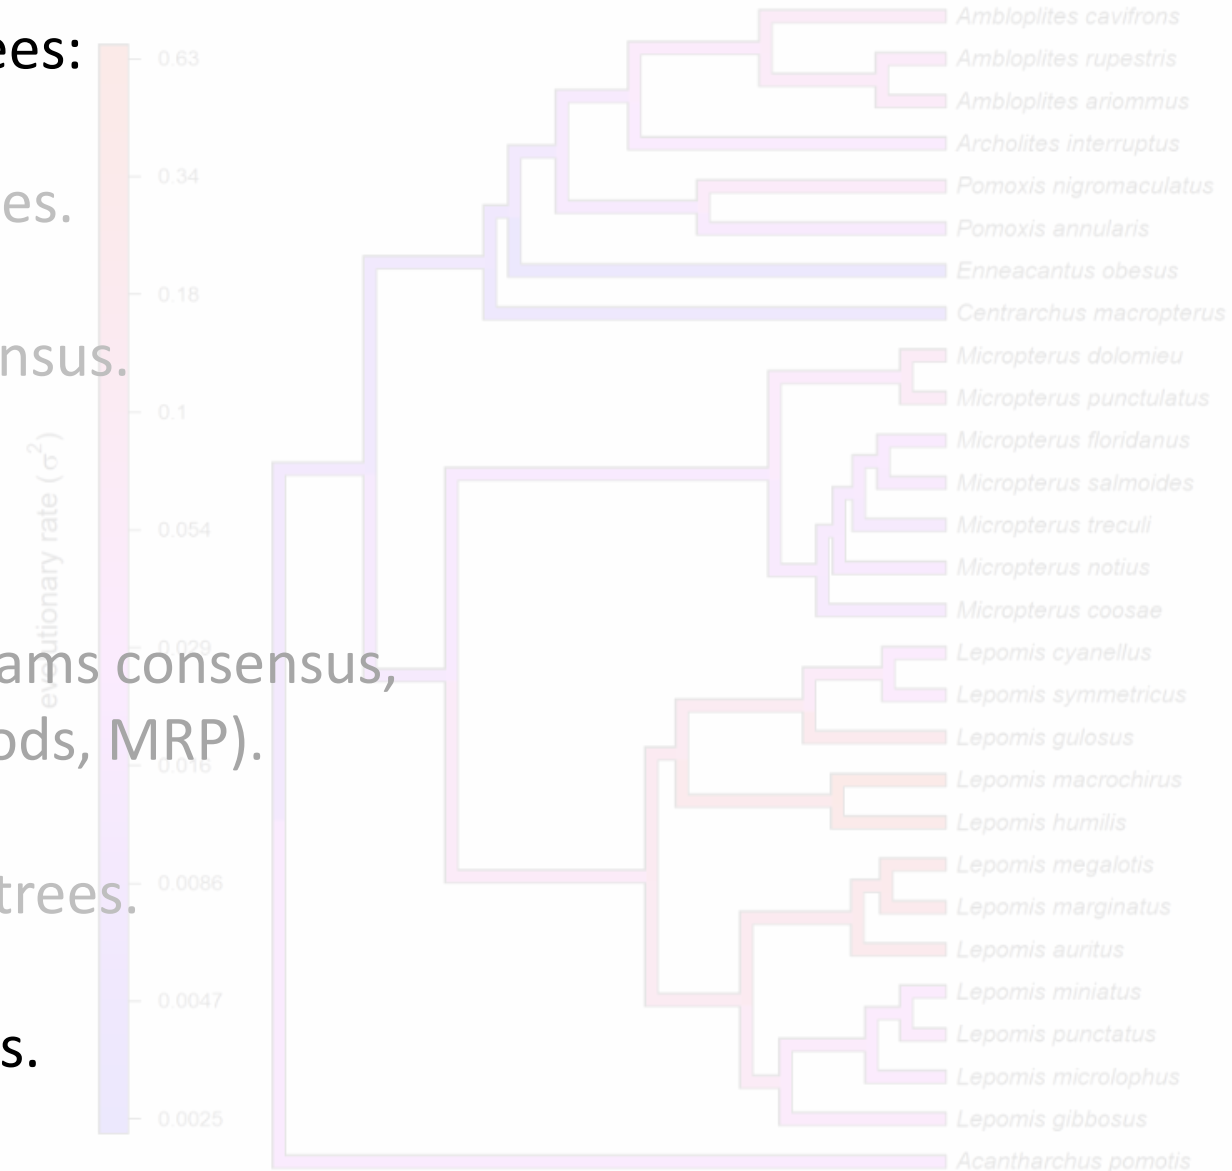 ees:
es.
nsus.
ams consensus,
ods, MRP).
trees.
s.
evolutionary rate (σ²)
0.63
0.34
0.18
0.1
0.054
0.029
0.016
0.0086
0.0047
0.0025
Ambloplites cavifrons
Ambloplites rupestris
Ambloplites ariommus
Archolites interruptus
Pomoxis nigromaculatus
Pomoxis annularis
Enneacantus obesus
Centrarchus macropterus
Micropterus dolomieu
Micropterus punctulatus
Micropterus floridanus
Micropterus salmoides
Micropterus treculi
Micropterus notius
Micropterus coosae
Lepomis cyanellus
Lepomis symmetricus
Lepomis gulosus
Lepomis macrochirus
Lepomis humilis
Lepomis megalotis
Lepomis marginatus
Lepomis auritus
Lepomis miniatus
Lepomis punctatus
Lepomis microlophus
Lepomis gibbosus
Acantharchus pomotis